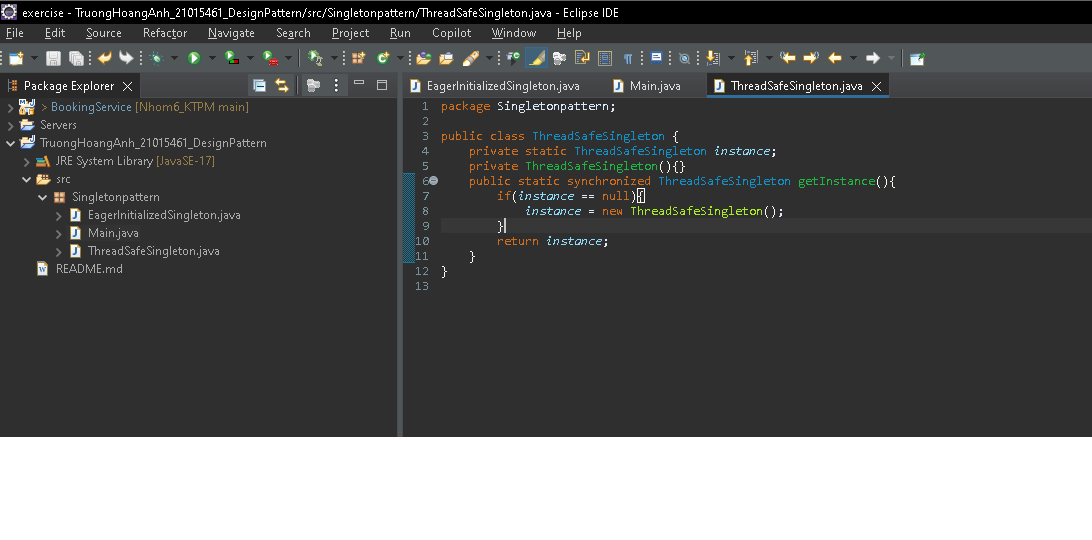 exercise - TruongHoangAnh_21015461_DesignPattern/src/Singletonpattern/ThreadSafeSingleton.java - Eclipse IDE
File Edit Source Refactor Navigate Search Project Run Copilot Window Help
Package Explorer
> BookingService [Nhom6_KTPM main]
Servers
TruongHoangAnh_21015461_DesignPattern
JRE System Library [JavaSE-17]
src
Singletonpattern
EagerInitializedSingleton.java
Main.java
ThreadSafeSingleton.java
README.md
EagerInitializedSingleton.java Main.java ThreadSafeSingleton.java
1 package Singletonpattern;
2
3 public class ThreadSafeSingleton {
4 private static ThreadSafeSingleton instance;
5 private ThreadSafeSingleton(){}
6 public static synchronized ThreadSafeSingleton getInstance(){
7 if(instance == null){
8 instance = new ThreadSafeSingleton();
9 }
10 return instance;
11 }
12 }
13